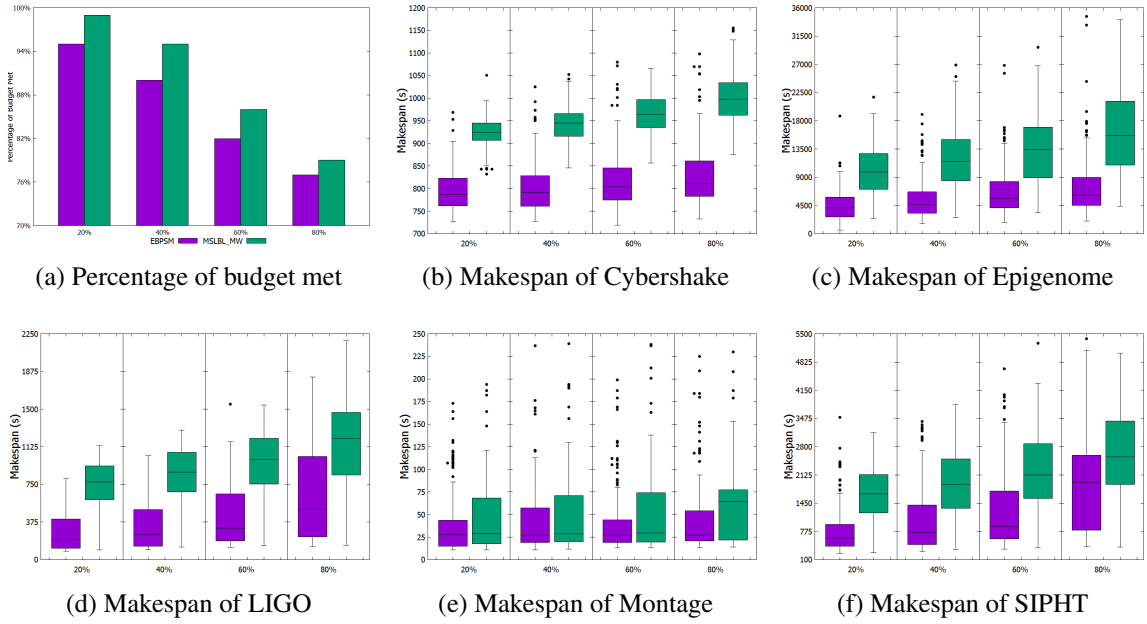 100%
94%
88%
82%
76%
70%
Percentage of Budget Met
20% 40% 60% 80%
EBPSM MSLBL_MW
(a) Percentage of budget met
1200
1150
1100
1050
1000
950
900
850
800
750
700
Makespan (s)
20% 40% 60% 80%
(b) Makespan of Cybershake
36000
31500
27000
22500
18000
13500
9000
4500
0
Makespan (s)
20% 40% 60% 80%
(c) Makespan of Epigenome
2250
1875
1500
1125
750
375
0
Makespan (s)
20% 40% 60% 80%
(d) Makespan of LIGO
250
225
200
175
150
125
100
75
50
25
0
Makespan (s)
20% 40% 60% 80%
(e) Makespan of Montage
5500
4825
4150
3475
2800
2125
1450
775
100
Makespan (s)
20% 40% 60% 80%
(f) Makespan of SIPHT